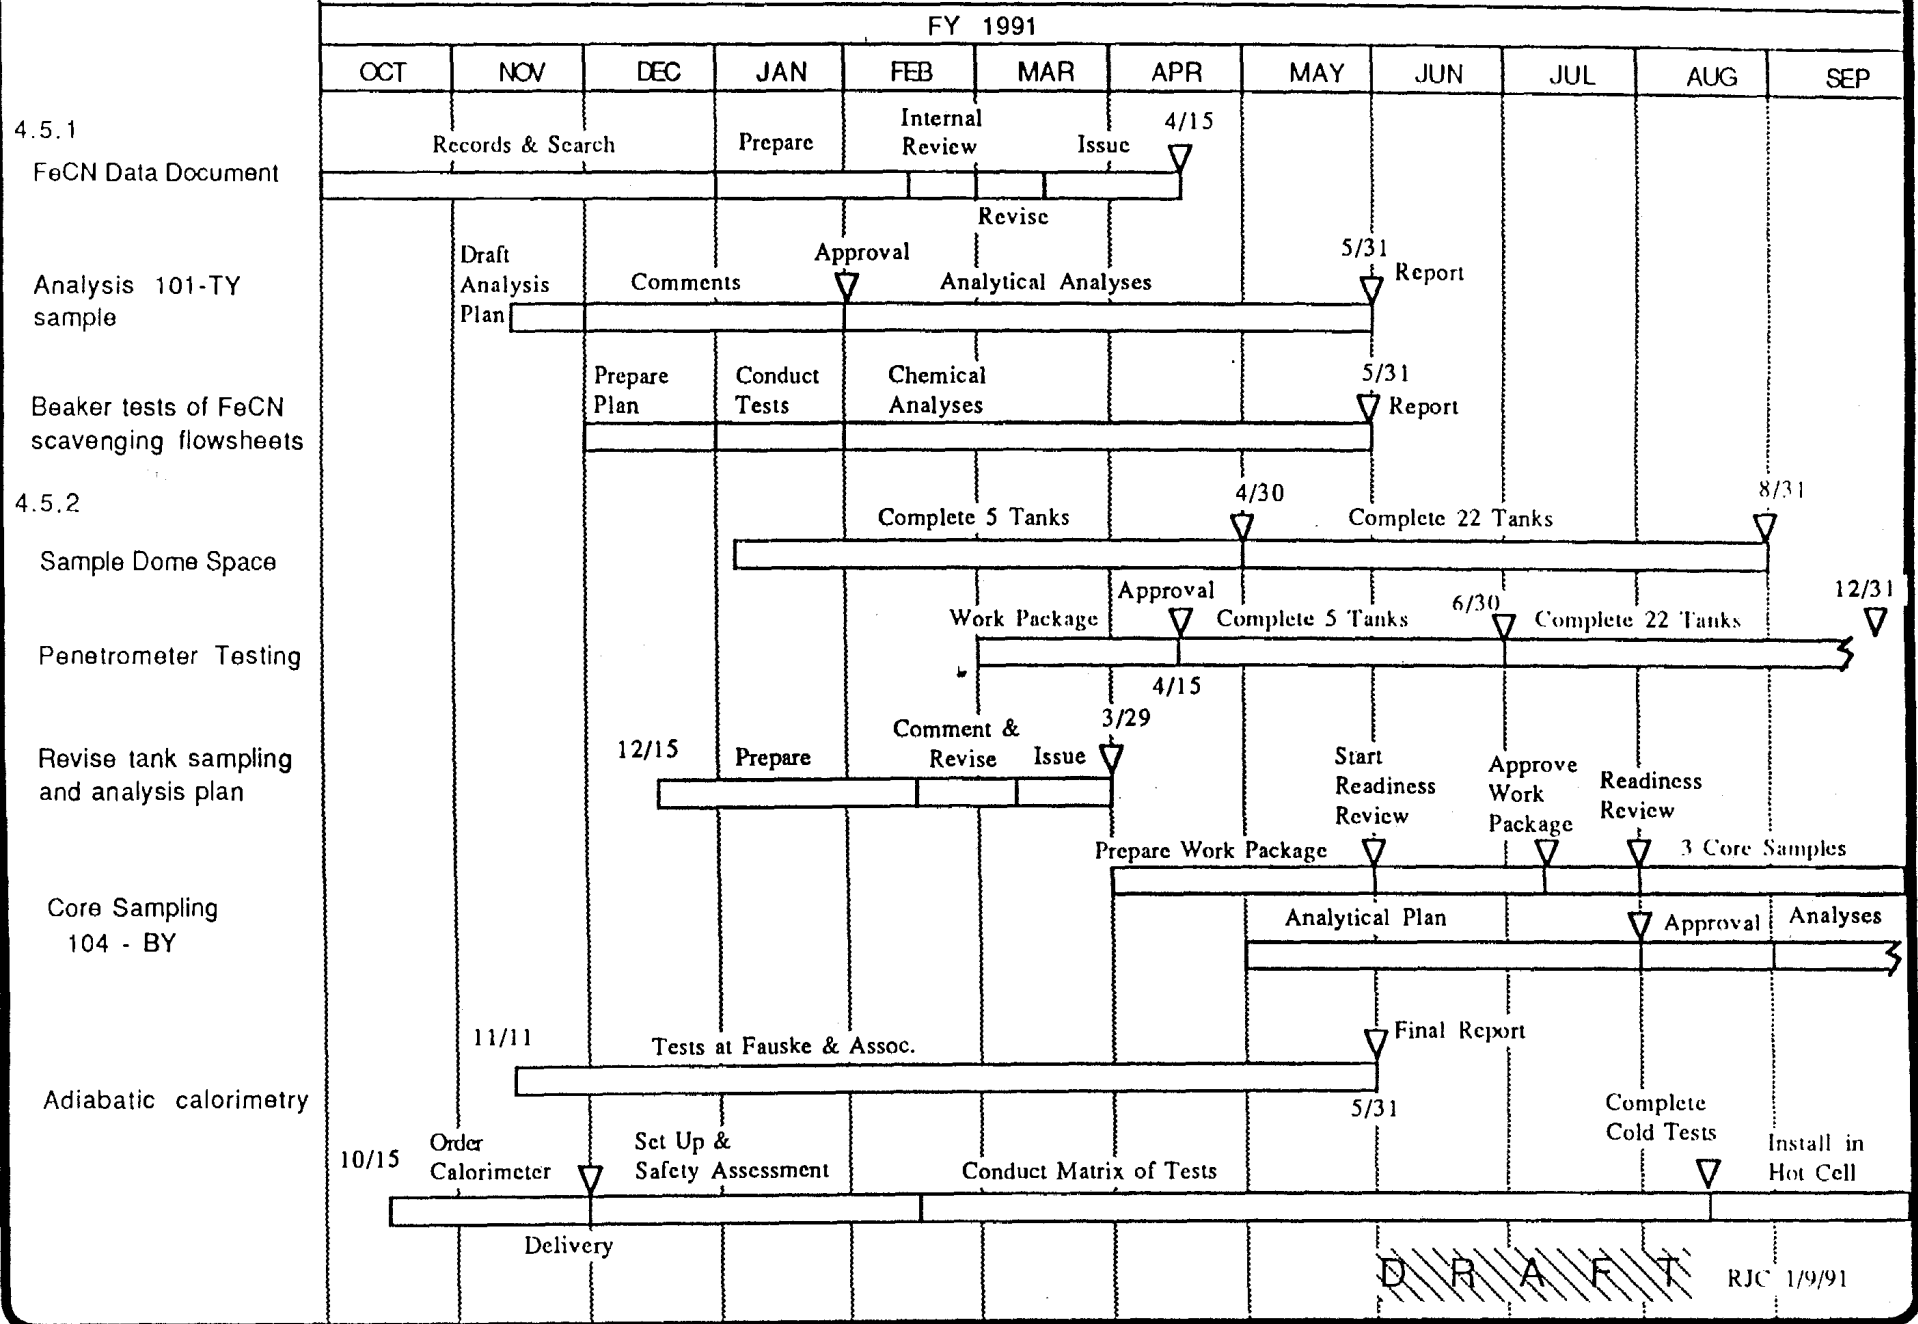 FY 1991
OCT NOV DEC JAN FEB MAR APR MAY JUN JUL AUG SEP
4.5.1
FeCN Data Document
Records & Search
Prepare
Internal
Review
Revise
Issue
4/15
Analysis 101-TY
sample
Draft
Analysis
Plan
Comments
Approval
Analytical Analyses
5/31
Report
Beaker tests of FeCN
scavenging flowsheets
Prepare
Plan
Conduct
Tests
Chemical
Analyses
5/31
Report
4.5.2
Sample Dome Space
Complete 5 Tanks
4/30
Complete 22 Tanks
8/31
Penetrometer Testing
Work Package
Approval
4/15
Complete 5 Tanks
6/30
Complete 22 Tanks
12/31
Revise tank sampling
and analysis plan
12/15
Prepare
Comment &
Revise
Issue
3/29
Core Sampling
104 - BY
Prepare Work Package
Start
Readiness
Review
Approve
Work
Package
Readiness
Review
3 Core Samples
Analytical Plan
Approval
Analyses
Adiabatic calorimetry
11/11
Tests at Fauske & Assoc.
Final Report
5/31
10/15
Order
Calorimeter
Delivery
Set Up &
Safety Assessment
Conduct Matrix of Tests
Complete
Cold Tests
Install in
Hot Cell
D R A F T
RJC 1/9/91